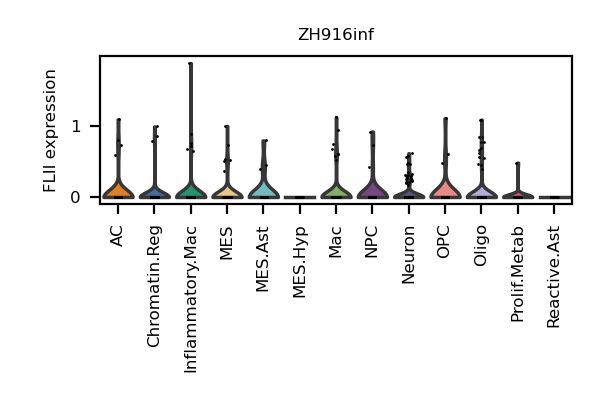 ZH916inf
FLII expression
1
0
AC
Chromatin.Reg
Inflammatory.Mac
MES
MES.Ast
MES.Hyp
Mac
NPC
Neuron
OPC
Oligo
Prolif.Metab
Reactive.Ast